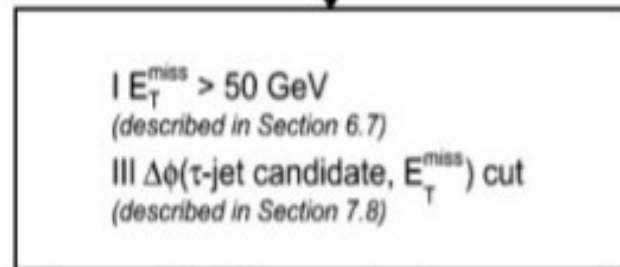 I E_T^miss > 50 GeV
(described in Section 6.7)
III Δϕ(τ-jet candidate, E_T^miss) cut
(described in Section 7.8)